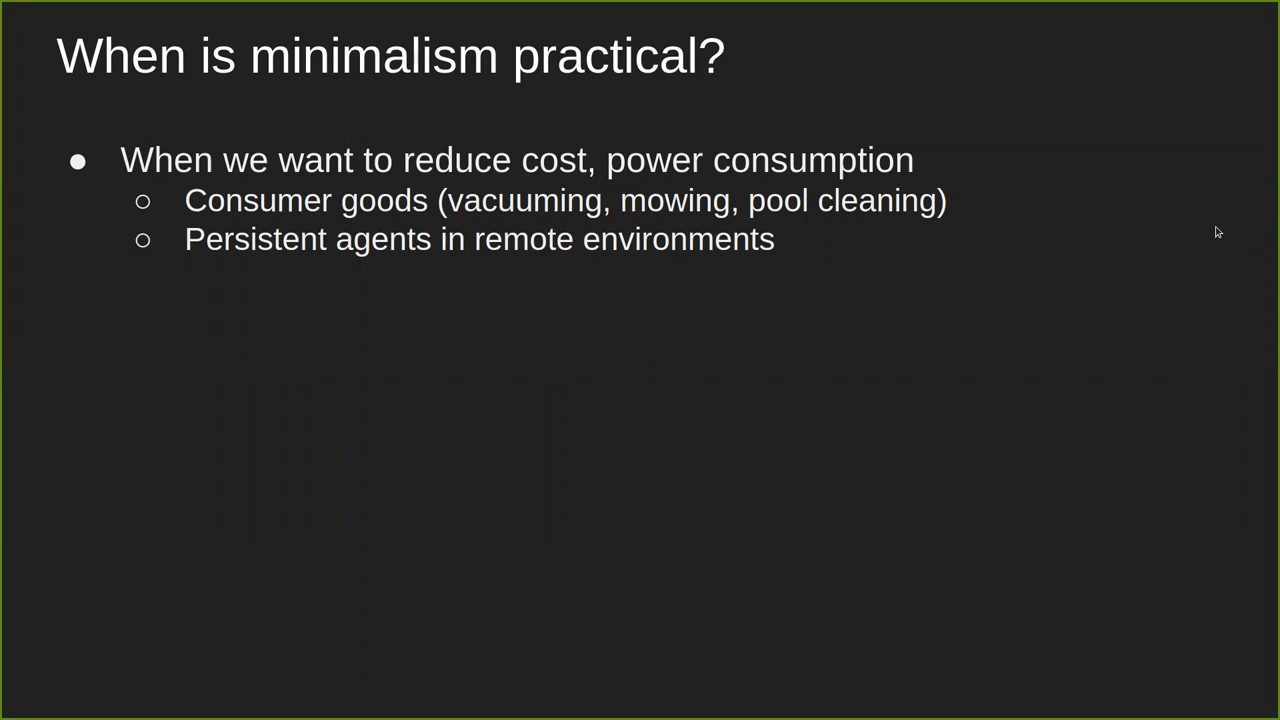 When is minimalism practical?
● When we want to reduce cost, power consumption
○ Consumer goods (vacuuming, mowing, pool cleaning)
○ Persistent agents in remote environments